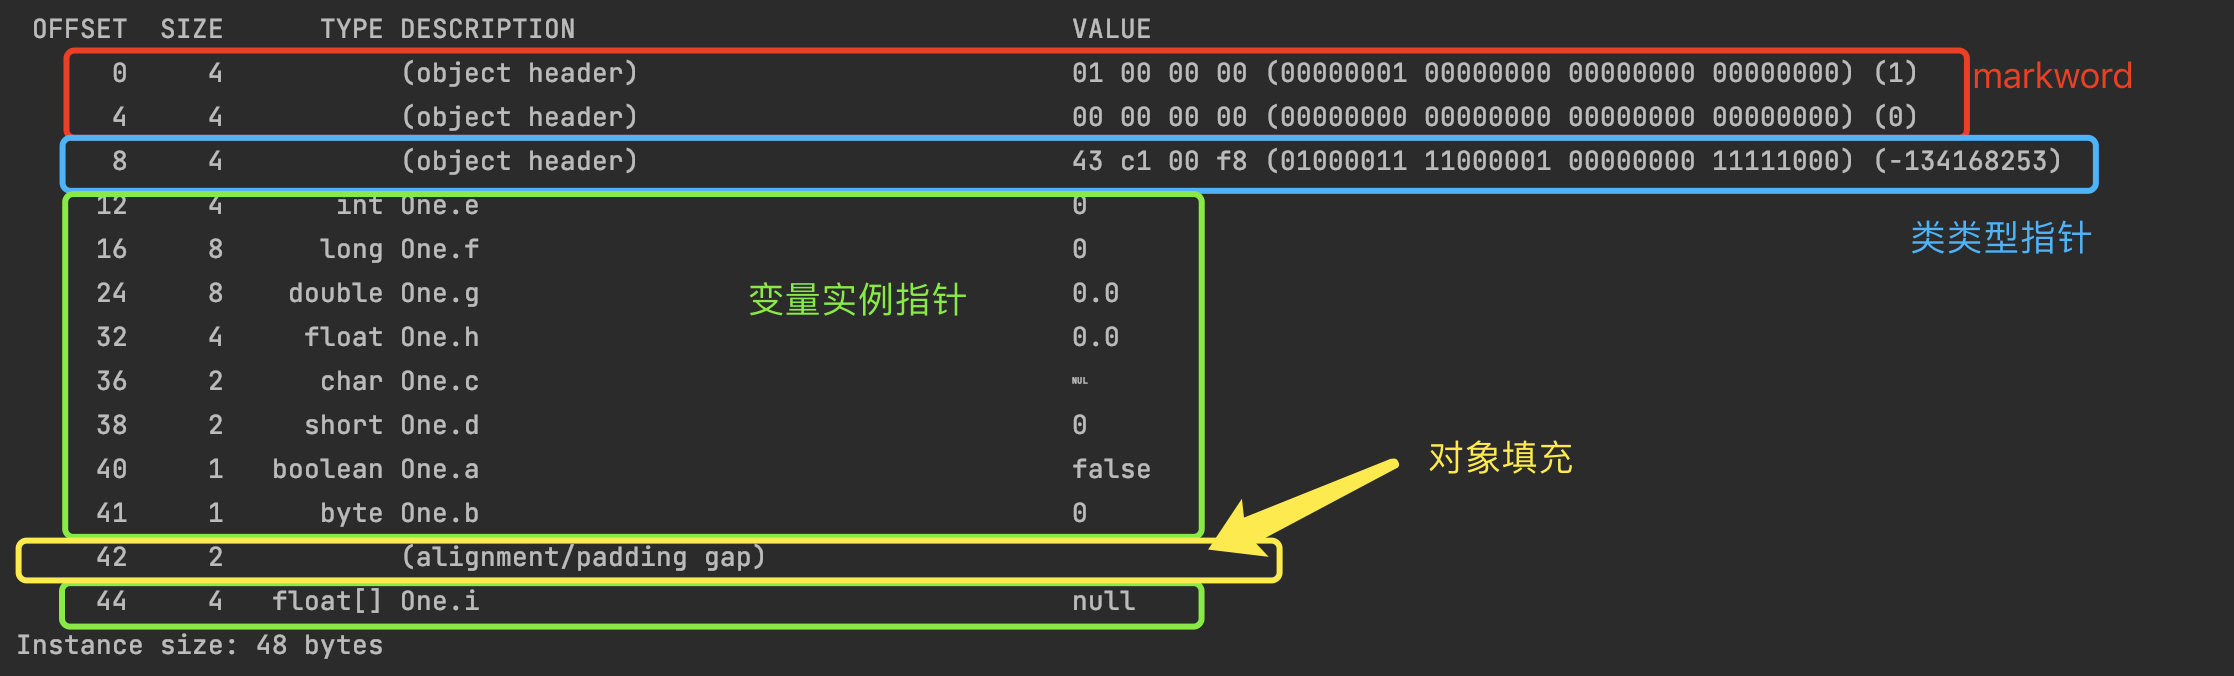 OFFSET SIZE TYPE DESCRIPTION VALUE
0 4 (object header) 01 00 00 00 (00000001 00000000 00000000 00000000) (1)
markword
4 4 (object header) 00 00 00 00 (00000000 00000000 00000000 00000000) (0)
8 4 (object header) 43 c1 00 f8 (01000011 11000001 00000000 11111000) (-134168253)
12 4 int One.e 0
类类型指针
16 8 long One.f 0
24 8 double One.g 0.0
变量实例指针
32 4 float One.h 0.0
36 2 char One.c NUL
38 2 short One.d 0
对象填充
40 1 boolean One.a false
41 1 byte One.b 0
42 2 (alignment/padding gap)
44 4 float[] One.i null
Instance size: 48 bytes